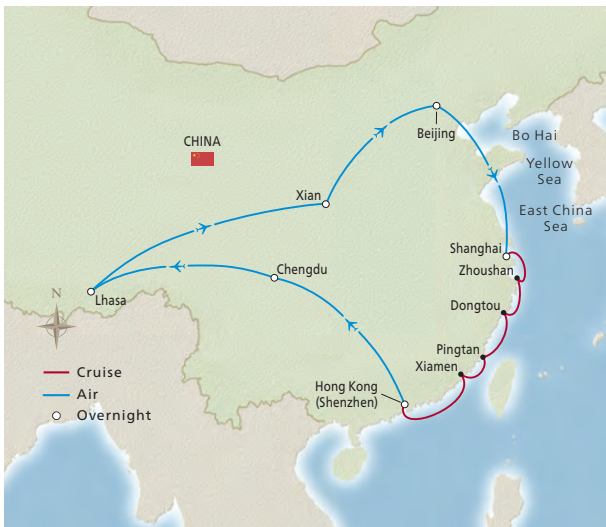 Beijing
Bo Hai
CHINA
Yellow
Sea
Xian
East China
Sea
Shanghai
Zhoushan
Chengdu
N
Lhasa
Dongtou
Pingtan
Xiamen
Cruise
Air
Overnight
Hong Kong
(Shenzhen)